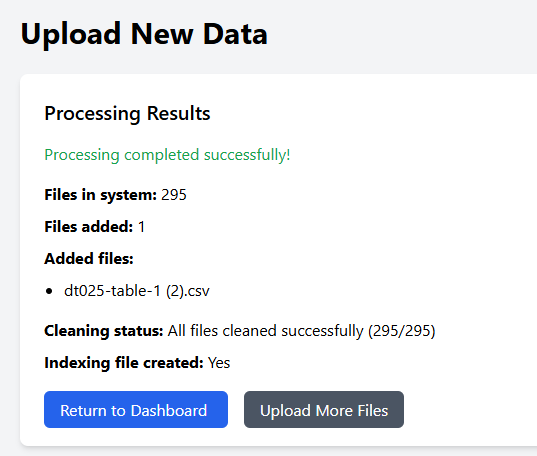 Upload New Data
Processing Results
Processing completed successfully!
Files in system: 295
Files added: 1
Added files:
• dt025-table-1 (2).csv
Cleaning status: All files cleaned successfully (295/295)
Indexing file created: Yes
Return to Dashboard Upload More Files